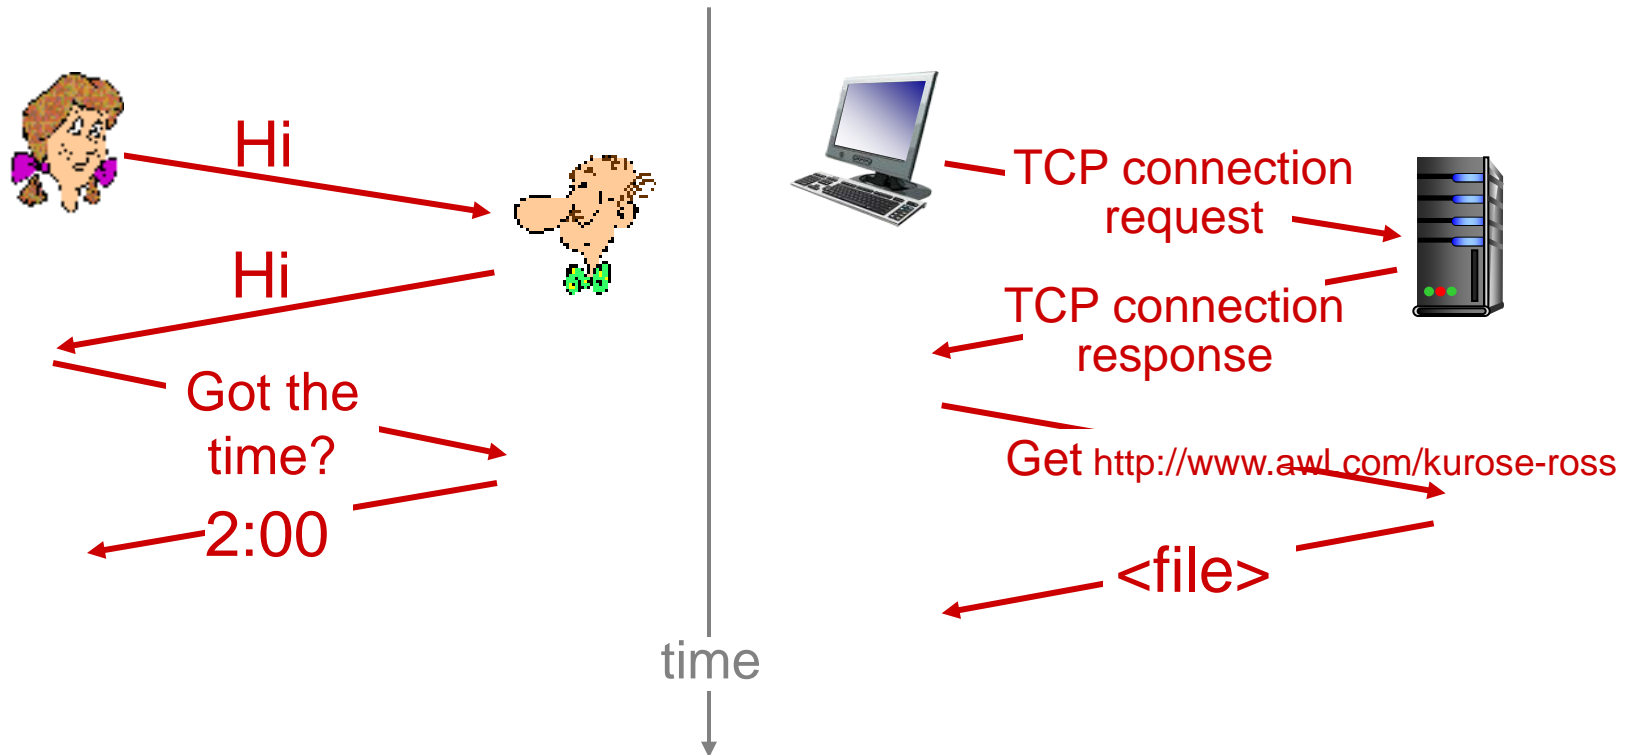 Hi
Hi
Got the
time?
2:00
TCP connection
request
TCP connection
response
Get http://www.awl.com/kurose-ross
<file>
time